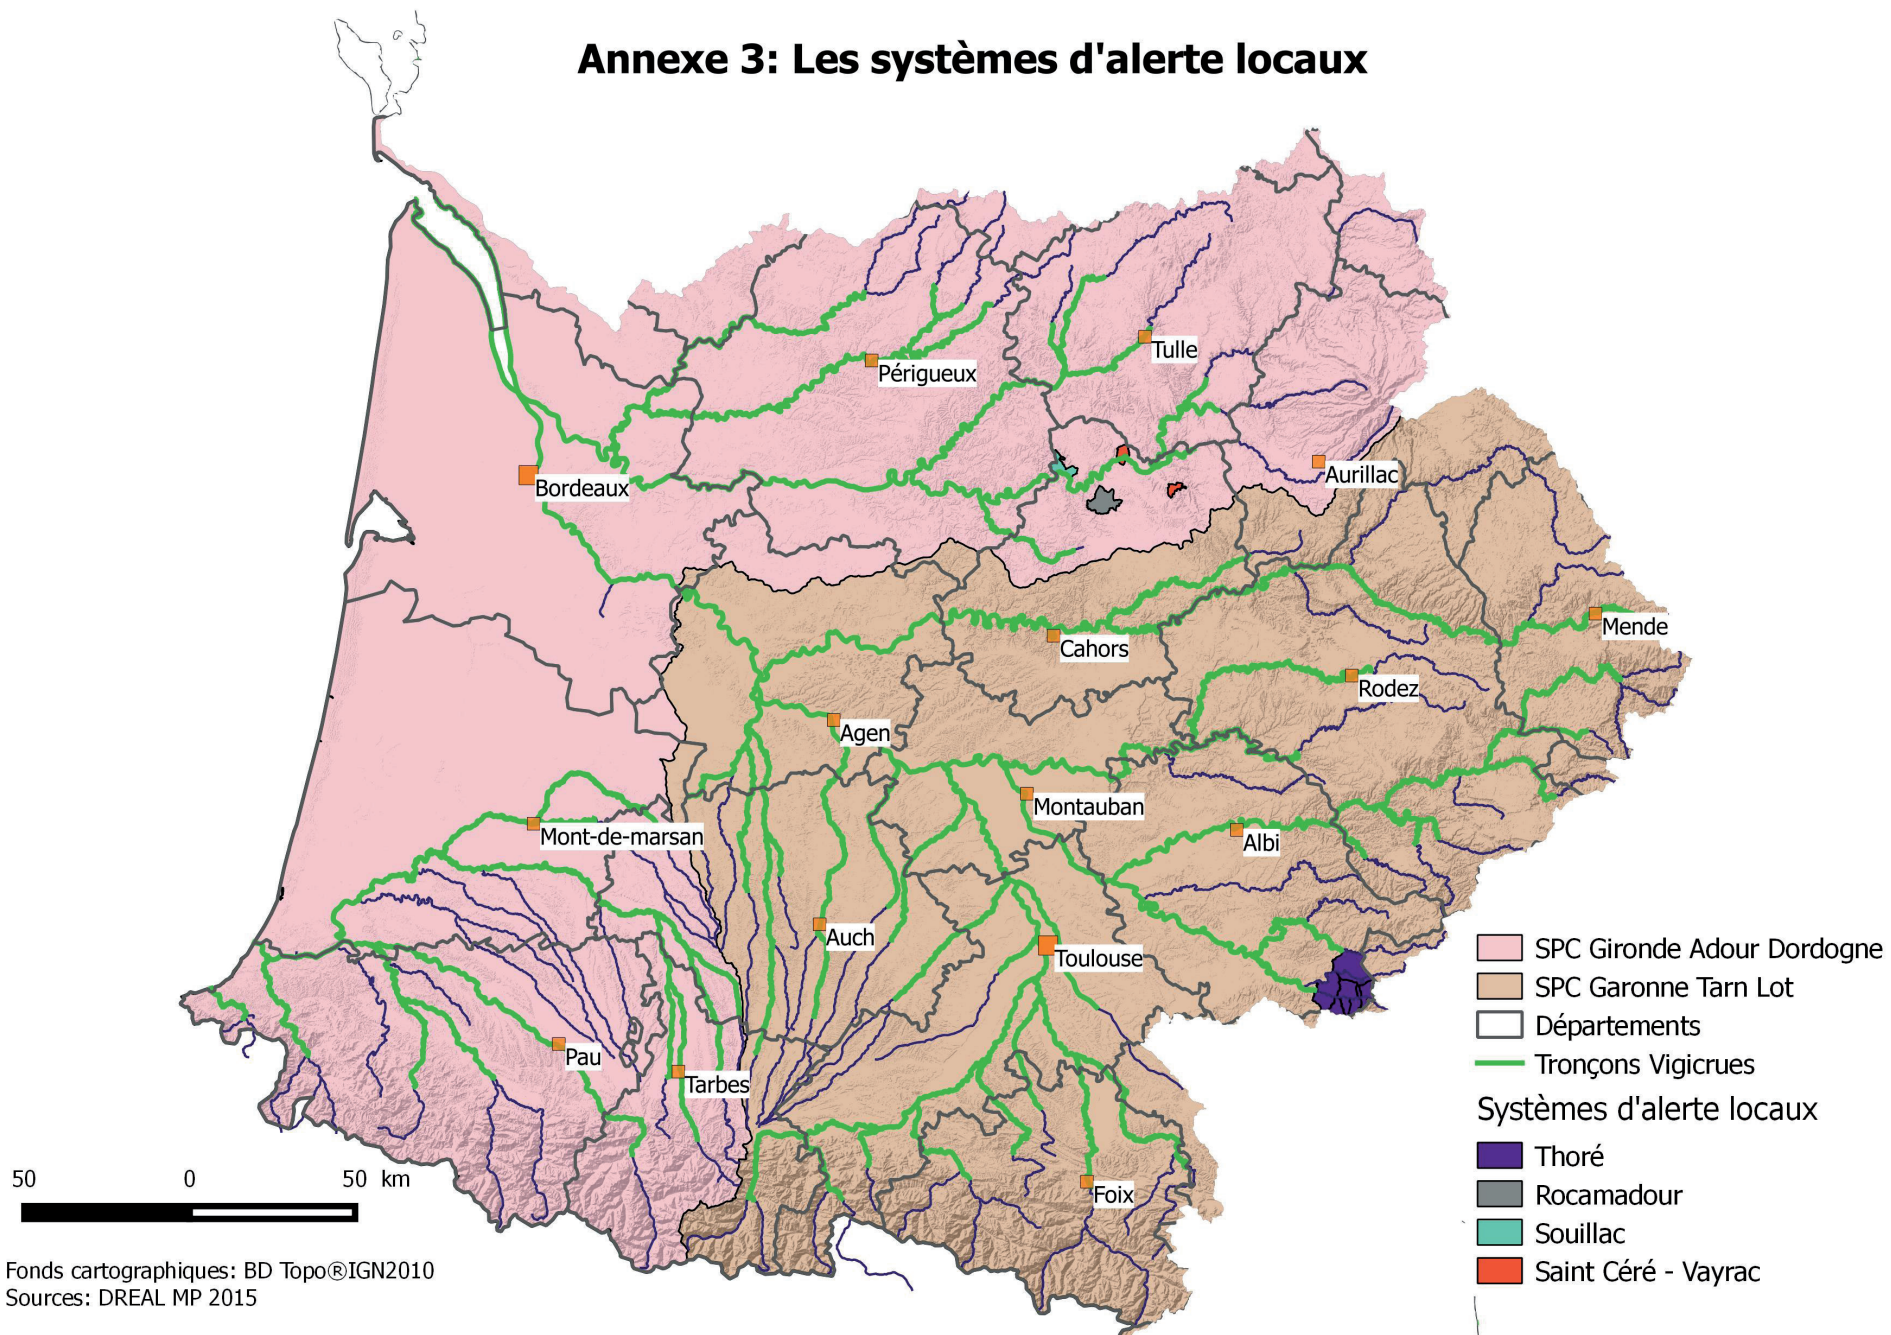 Annexe 3: Les systèmes d'alerte locaux
Tulle
Périgueux
Aurillac
Bordeaux
Mende
Cahors
Rodez
Agen
Montauban
Mont-de-marsan
Albi
Auch
Toulouse
Pau
Tarbes
Foix
SPC Gironde Adour Dordogne
SPC Garonne Tarn Lot
Départements
Tronçons Vigicrues
Systèmes d'alerte locaux
Thoré
Rocamadour
Souillac
Saint Céré - Vayrac
50 0 50 km
Fonds cartographiques: BD Topo®IGN2010
Sources: DREAL MP 2015